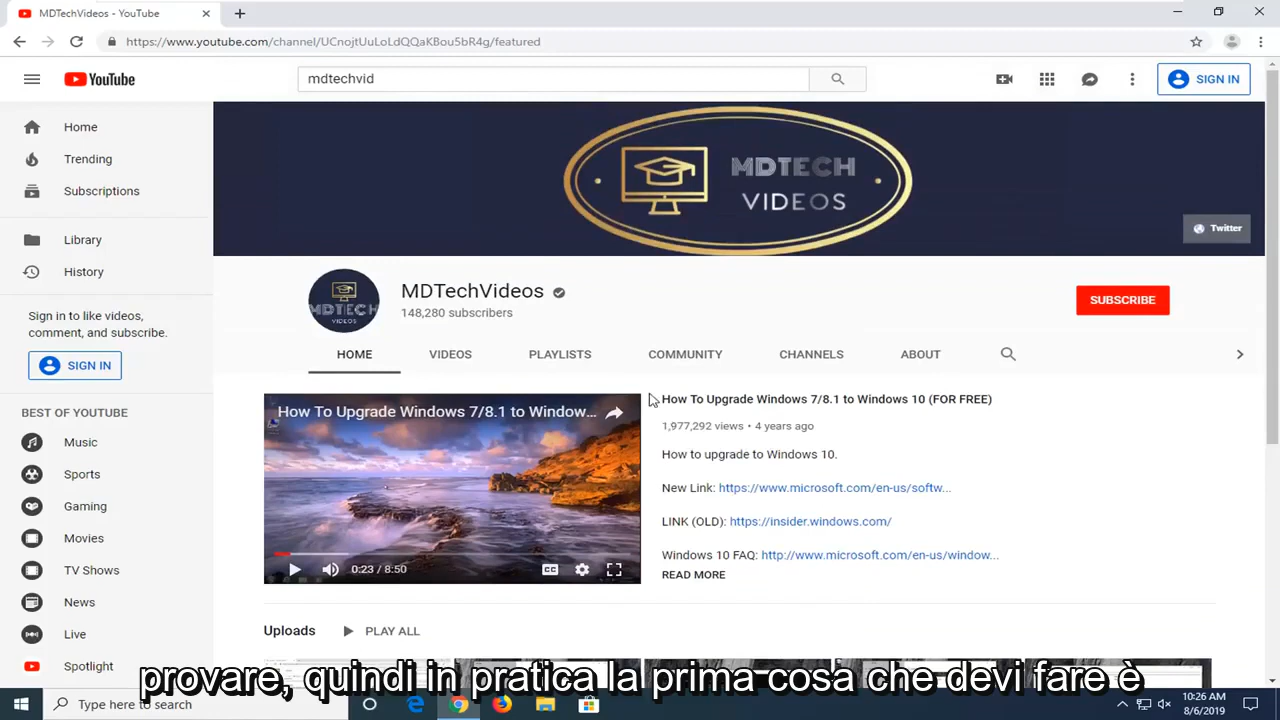 MDTechVideos - YouTube
https://www.youtube.com/channel/UCnojtUuLoLdQQaKBou5bR4g/featured
YouTube
mdtechvid
SIGN IN
Home
Trending
Subscriptions
Library
History
Sign in to like videos,
comment, and subscribe.
SIGN IN
BEST OF YOUTUBE
Music
Sports
Gaming
Movies
TV Shows
News
Live
Spotlight
MDTECH
VIDEOS
Twitter
MDTECH
VIDEOS
MDTechVideos
148,280 subscribers
SUBSCRIBE
HOME VIDEOS PLAYLISTS COMMUNITY CHANNELS ABOUT
How To Upgrade Windows 7/8.1 to Window...
0:23 / 8:50
CC
How To Upgrade Windows 7/8.1 to Windows 10 (FOR FREE)
1,977,292 views • 4 years ago
How to upgrade to Windows 10.
New Link: https://www.microsoft.com/en-us/softw...
LINK (OLD): https://insider.windows.com/
Windows 10 FAQ: http://www.microsoft.com/en-us/window...
READ MORE
Uploads PLAY ALL
provare, quindi in pratica la prima cosa che devi fare è
Type here to search
10:26 AM
8/6/2019